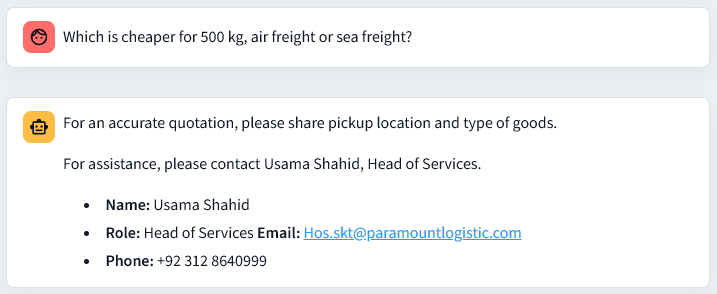 Which is cheaper for 500 kg, air freight or sea freight?
For an accurate quotation, please share pickup location and type of goods.
For assistance, please contact Usama Shahid, Head of Services.
• Name: Usama Shahid
• Role: Head of Services Email: Hos.skt@paramountlogistic.com
• Phone: +92 312 8640999